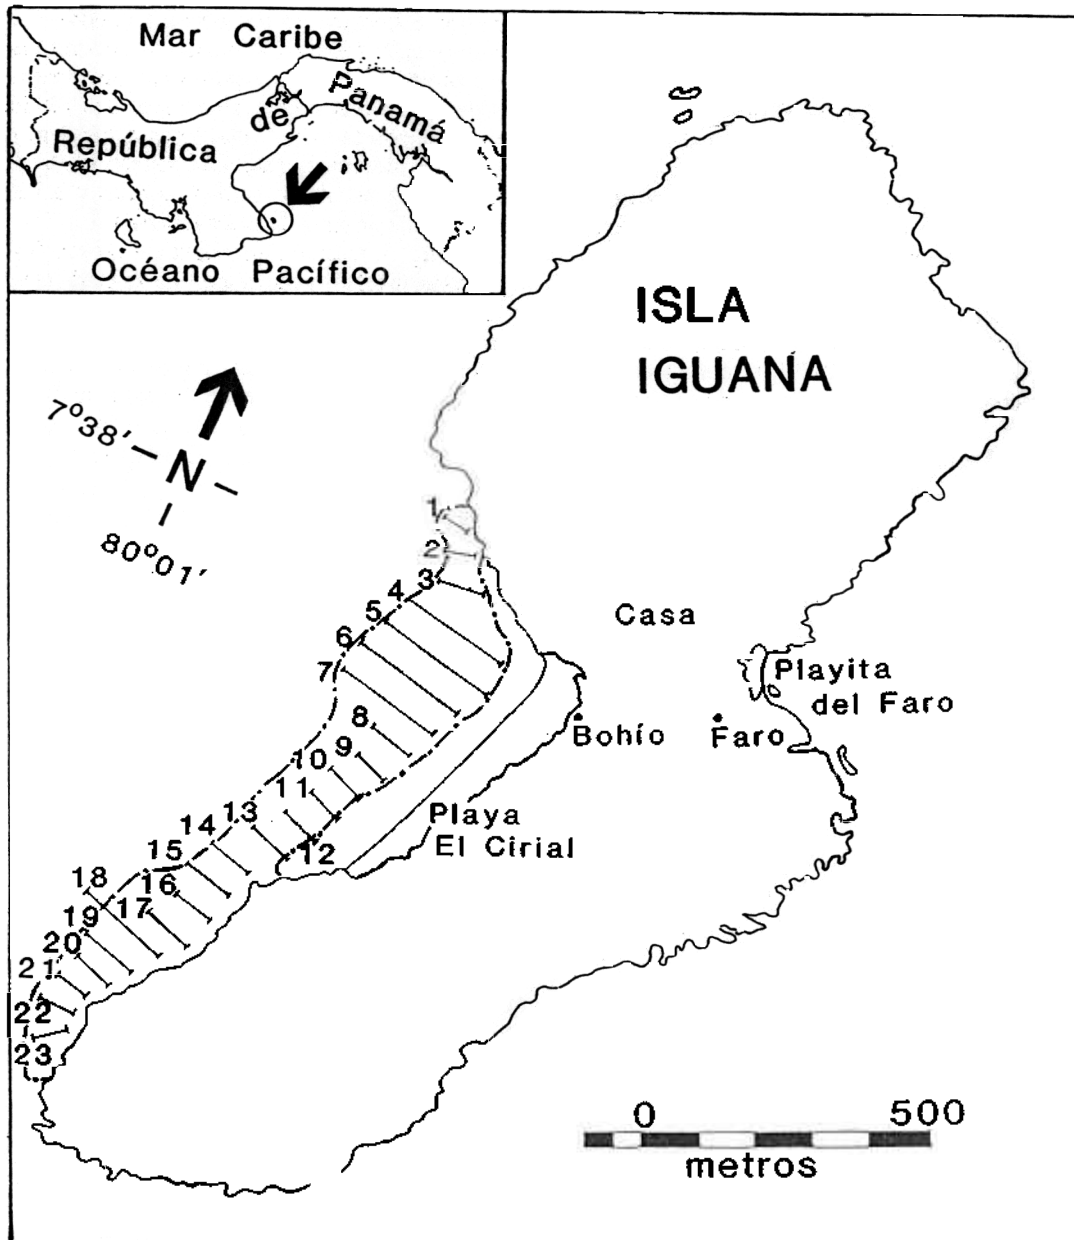 Mar Caribe
República
de
Panamá
Océano Pacífico
ISLA
IGUANA
7°38'
N
80°01'
1
2
3
4
5
6
7
8
9
10
11
12
13
14
15
16
17
18
19
20
21
22
23
Casa
Playita
del Faro
Bohío
Faro
Playa
El Cirial
0 500
metros